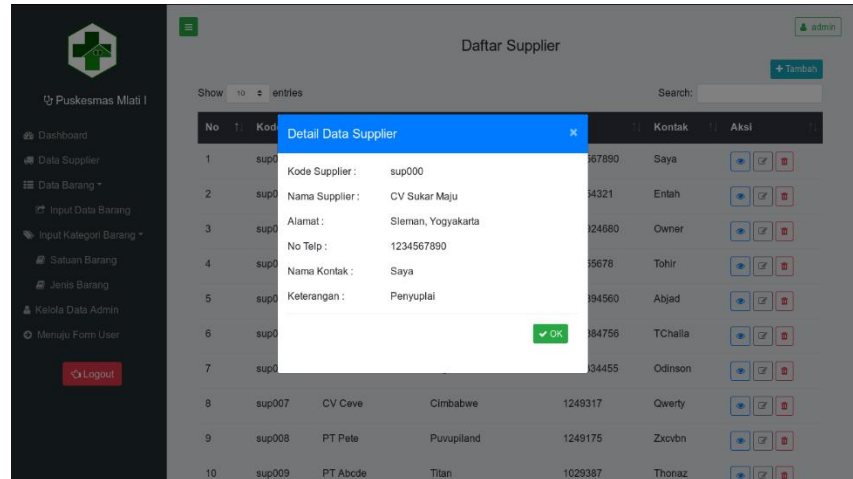 admin
Daftar Supplier
+ Tambah
Puskesmas Mlati I
Show 10 entries
Search:
No Kontak Aksi
Dashboard
Data Supplier
Data Barang
Input Data Barang
Input Kategori Barang
Satuan Barang
Jenis Barang
Kelola Data Admin
Menuju Form User
Logout
Detail Data Supplier ×
Kode Supplier : sup000
Nama Supplier : CV Sukar Maju
Alamat : Sleman, Yogyakarta
No Telp : 1234567890
Nama Kontak : Saya
Keterangan : Penyuplai
OK
1 Saya
2 Entah
3 Owner
4 Tohir
5 Abjad
6 TChalla
7 Odinson
8 sup007 CV Ceve Cimbabwe 1249317 Qwerty
9 sup008 PT Pete Puvupiland 1249175 Zxcvbn
10 sup009 PT Abcde Titan 1029387 Thonaz